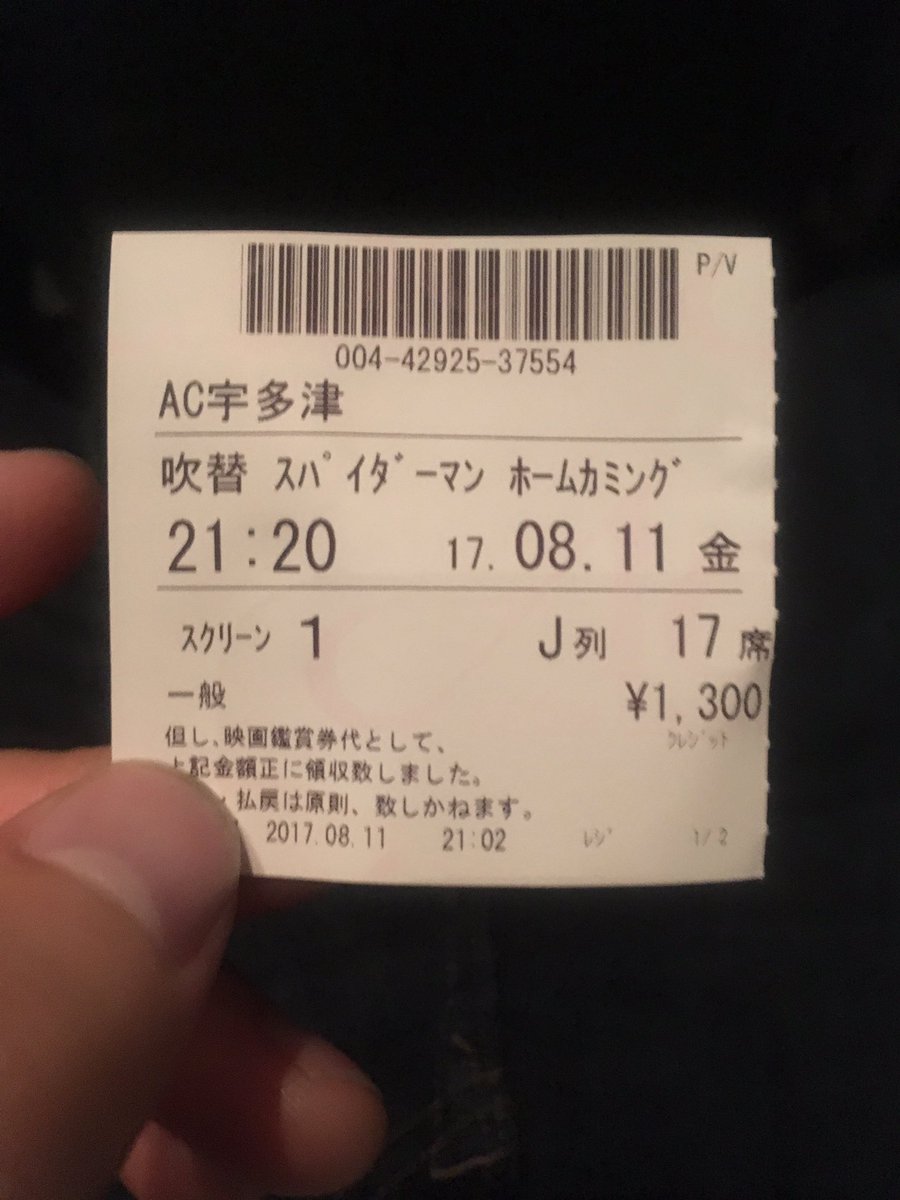 P/V
004-42925-37554
AC宇多津
吹替 ｽﾊﾟｲﾀﾞｰﾏﾝ ﾎｰﾑｶﾐﾝｸﾞ
21:20 17. 08. 11 金
ｽｸﾘｰﾝ 1 J列 17席
一般 ¥1,300
ｸﾚｼﾞｯﾄ
但し､映画鑑賞券代として、
上記金額正に領収致しました。
払戻は原則、致しかねます。
2017.08.11 21:02 ﾚｼﾞ 1/2